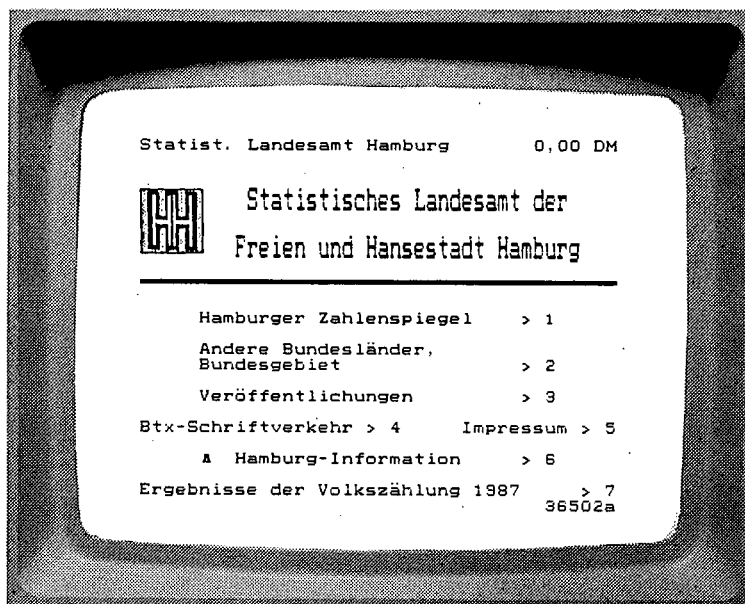 Statist. Landesamt Hamburg 0,00 DM
Statistisches Landesamt der
Freien und Hansestadt Hamburg
Hamburger Zahlenspiegel > 1
Andere Bundesländer,
Bundesgebiet > 2
Veröffentlichungen > 3
Btx-Schriftverkehr > 4 Impressum > 5
Hamburg-Information > 6
Ergebnisse der Volkszählung 1987 > 7
36502a